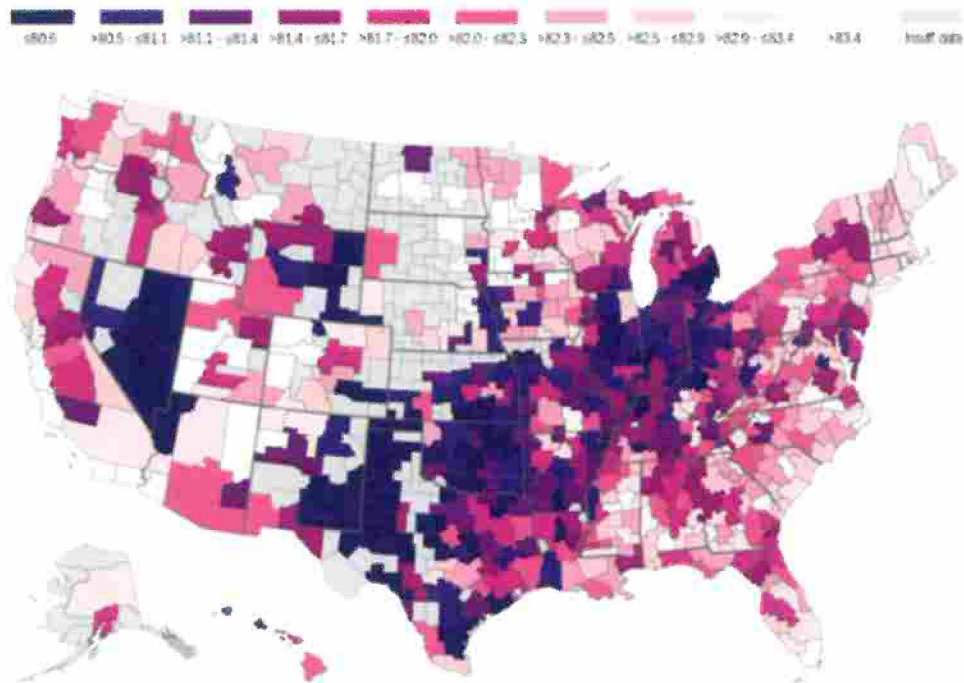 ≤80.5 >80.5 - ≤81.1 >81.1 - ≤81.4 >81.4 - ≤81.7 >81.7 - ≤82.0 >82.0 - ≤82.3 >82.3 - ≤82.5 >82.5 - ≤82.9 >82.9 - ≤83.4 >83.4 Insuff. data